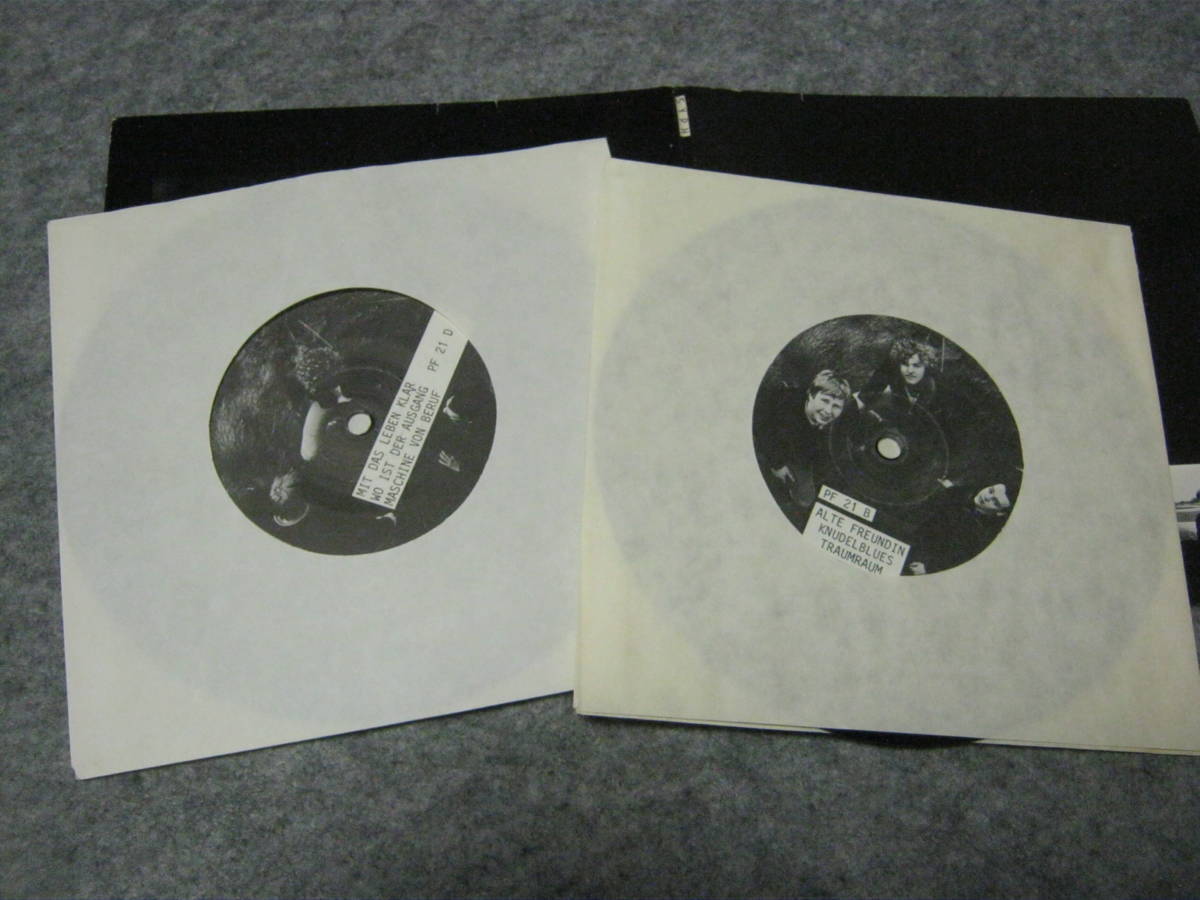 MIT DAS LEBEN KLAR
WO IST DER AUSGANG
MASCHINE VON BERUF PF 21 D
PF 21 B
ALTE FREUNDIN
KNUDELBLUES
TRAUMRAUM